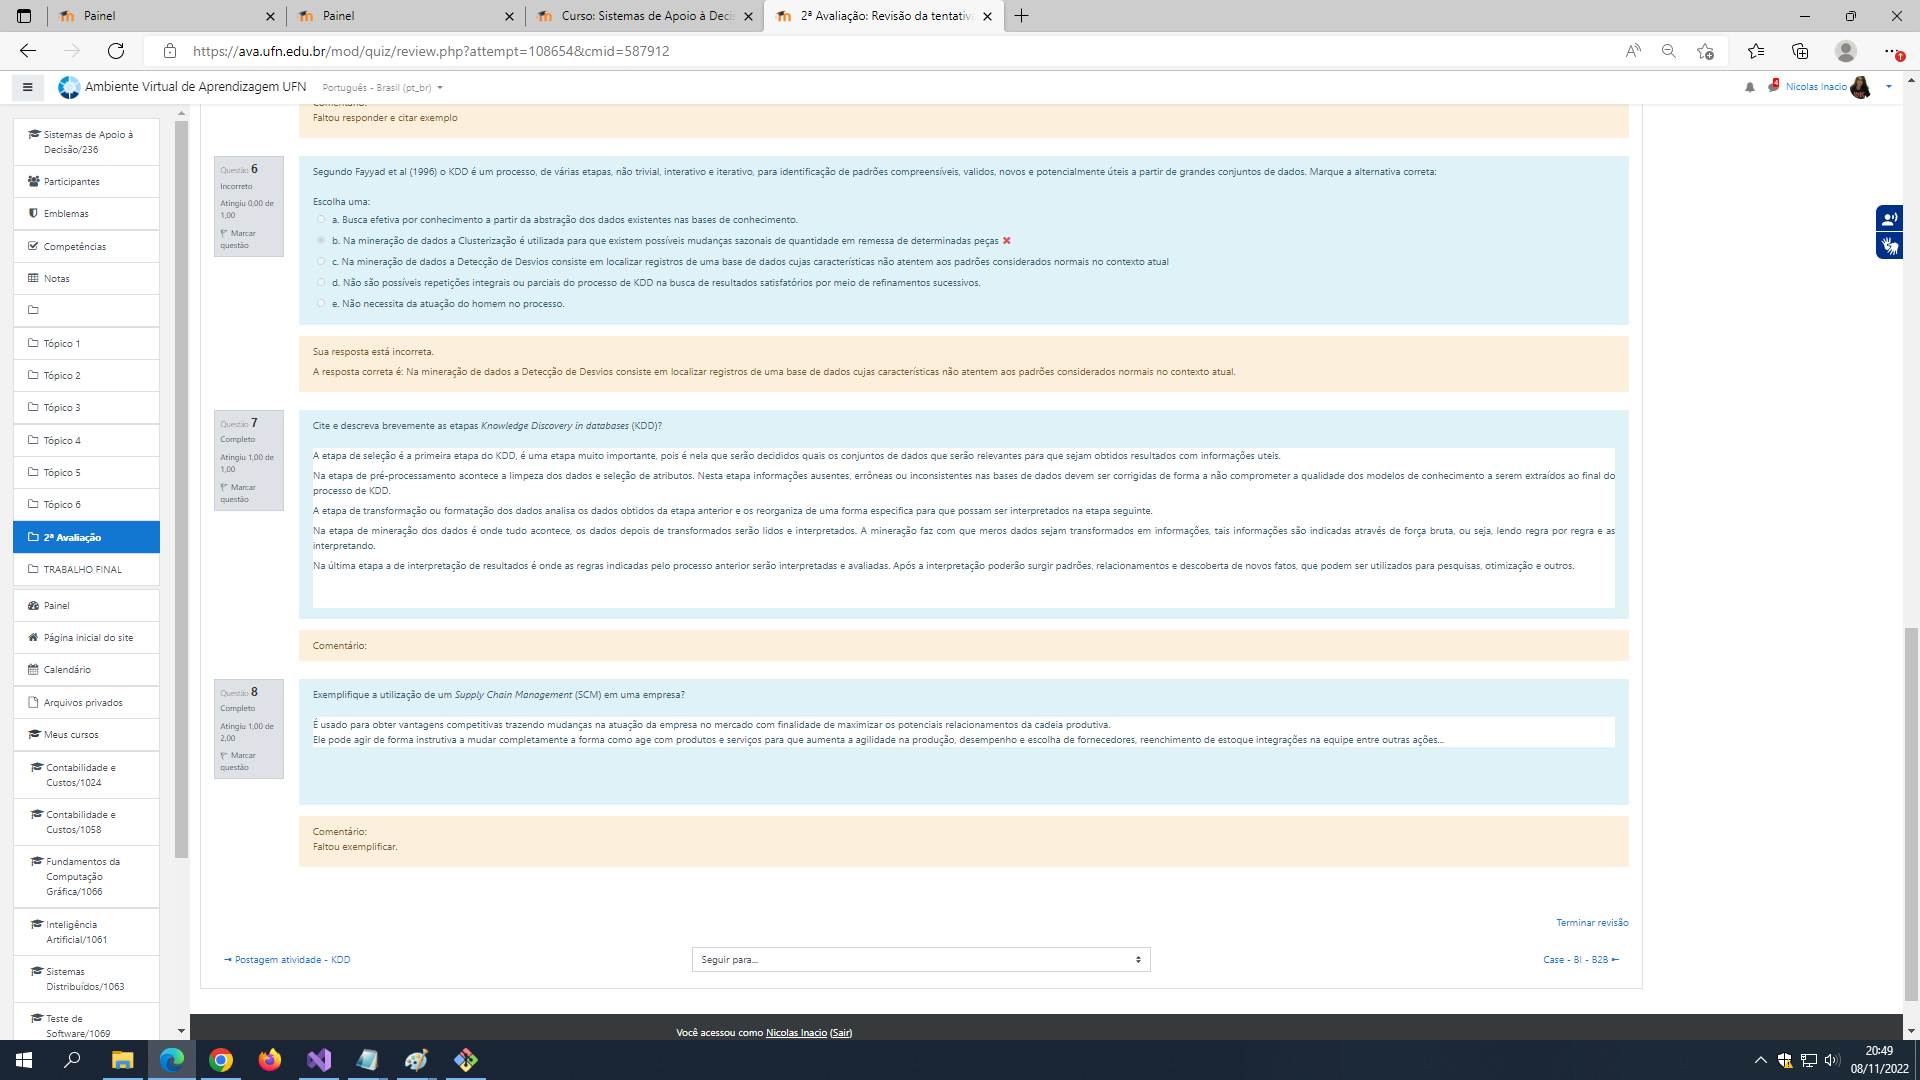 Painel
Painel
Curso: Sistemas de Apoio à Decis
2ª Avaliação: Revisão da tentativa
https://ava.ufn.edu.br/mod/quiz/review.php?attempt=108654&cmid=587912
Ambiente Virtual de Aprendizagem UFN
Português - Brasil (pt_br)
4
Nicolas Inacio
Sistemas de Apoio à
Decisão/236
Participantes
Emblemas
Competências
Notas
Tópico 1
Tópico 2
Tópico 3
Tópico 4
Tópico 5
Tópico 6
2ª Avaliação
TRABALHO FINAL
Painel
Página inicial do site
Calendário
Arquivos privados
Meus cursos
Contabilidade e
Custos/1024
Contabilidade e
Custos/1058
Fundamentos da
Computação
Gráfica/1066
Inteligência
Artificial/1061
Sistemas
Distribuídos/1063
Teste de
Software/1069
Comentário:
Faltou responder e citar exemplo
Questão 6
Incorreto
Atingiu 0,00 de
1,00
Marcar
questão
Segundo Fayyad et al (1996) o KDD é um processo, de várias etapas, não trivial, interativo e iterativo, para identificação de padrões compreensíveis, validos, novos e potencialmente úteis a partir de grandes conjuntos de dados. Marque a alternativa correta:
Escolha uma:
a. Busca efetiva por conhecimento a partir da abstração dos dados existentes nas bases de conhecimento.
b. Na mineração de dados a Clusterização é utilizada para que existem possíveis mudanças sazonais de quantidade em remessa de determinadas peças
c. Na mineração de dados a Detecção de Desvios consiste em localizar registros de uma base de dados cujas características não atentem aos padrões considerados normais no contexto atual
d. Não são possíveis repetições integrais ou parciais do processo de KDD na busca de resultados satisfatórios por meio de refinamentos sucessivos.
e. Não necessita da atuação do homem no processo.
Sua resposta está incorreta.
A resposta correta é: Na mineração de dados a Detecção de Desvios consiste em localizar registros de uma base de dados cujas características não atentem aos padrões considerados normais no contexto atual.
Questão 7
Completo
Atingiu 1,00 de
1,00
Marcar
questão
Cite e descreva brevemente as etapas Knowledge Discovery in databases (KDD)?
A etapa de seleção é a primeira etapa do KDD, é uma etapa muito importante, pois é nela que serão decididos quais os conjuntos de dados que serão relevantes para que sejam obtidos resultados com informações uteis.
Na etapa de pré-processamento acontece a limpeza dos dados e seleção de atributos. Nesta etapa informações ausentes, errôneas ou inconsistentes nas bases de dados devem ser corrigidas de forma a não comprometer a qualidade dos modelos de conhecimento a serem extraídos ao final do
processo de KDD.
A etapa de transformação ou formatação dos dados analisa os dados obtidos da etapa anterior e os reorganiza de uma forma especifica para que possam ser interpretados na etapa seguinte.
Na etapa de mineração dos dados é onde tudo acontece, os dados depois de transformados serão lidos e interpretados. A mineração faz com que meros dados sejam transformados em informações, tais informações são indicadas através de força bruta, ou seja, lendo regra por regra e as
interpretando.
Na última etapa a de interpretação de resultados é onde as regras indicadas pelo processo anterior serão interpretadas e avaliadas. Após a interpretação poderão surgir padrões, relacionamentos e descoberta de novos fatos, que podem ser utilizados para pesquisas, otimização e outros.
Comentário:
Questão 8
Completo
Atingiu 1,00 de
2,00
Marcar
questão
Exemplifique a utilização de um Supply Chain Management (SCM) em uma empresa?
É usado para obter vantagens competitivas trazendo mudanças na atuação da empresa no mercado com finalidade de maximizar os potenciais relacionamentos da cadeia produtiva.
Ele pode agir de forma instrutiva a mudar completamente a forma como age com produtos e serviços para que aumenta a agilidade na produção, desempenho e escolha de fornecedores, reenchimento de estoque integrações na equipe entre outras ações...
Comentário:
Faltou exemplificar.
Terminar revisão
Postagem atividade - KDD
Seguir para...
Case - BI - B2B
Você acessou como Nicolas Inacio (Sair)
20:49
08/11/2022